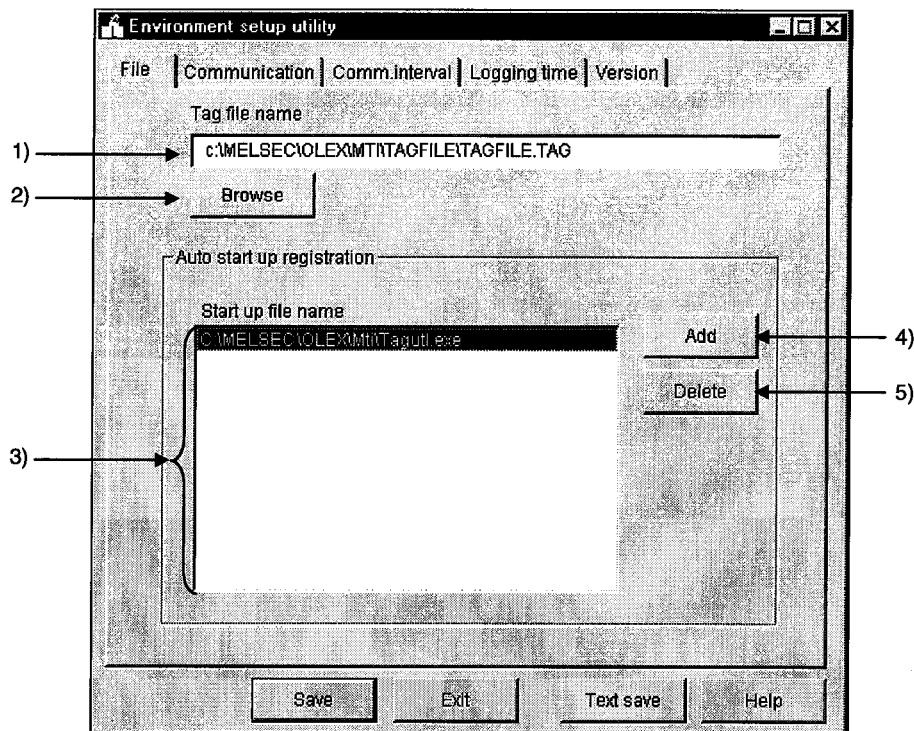 Environment setup utility
File Communication Comm.Interval Logging time Version
Tag file name
1) c:\MELSEC\OLEX\MTI\TAGFILE\TAGFILE.TAG
2) Browse
Auto start up registration
Start up file name
C:\MELSEC\OLEX\Mti\Tagutl.exe
Add 4)
Delete 5)
3)
Save Exit Text save Help